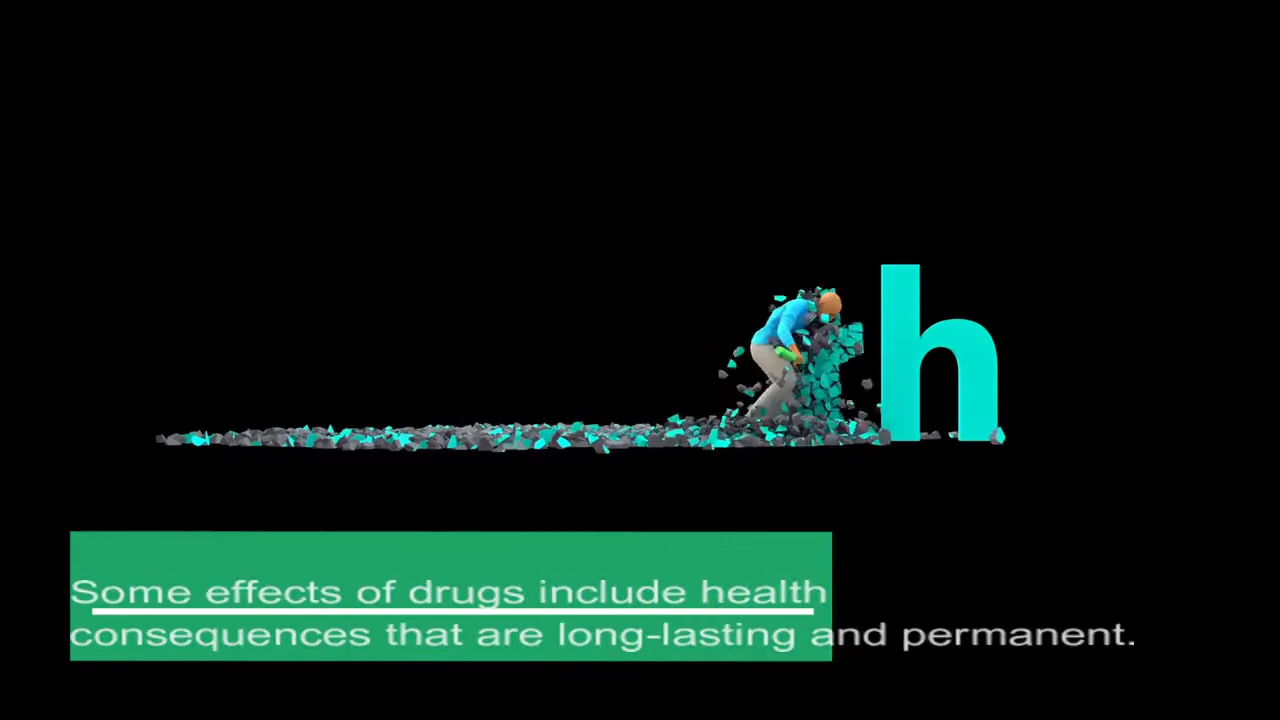 h
Some effects of drugs include health
consequences that are long-lasting and permanent.